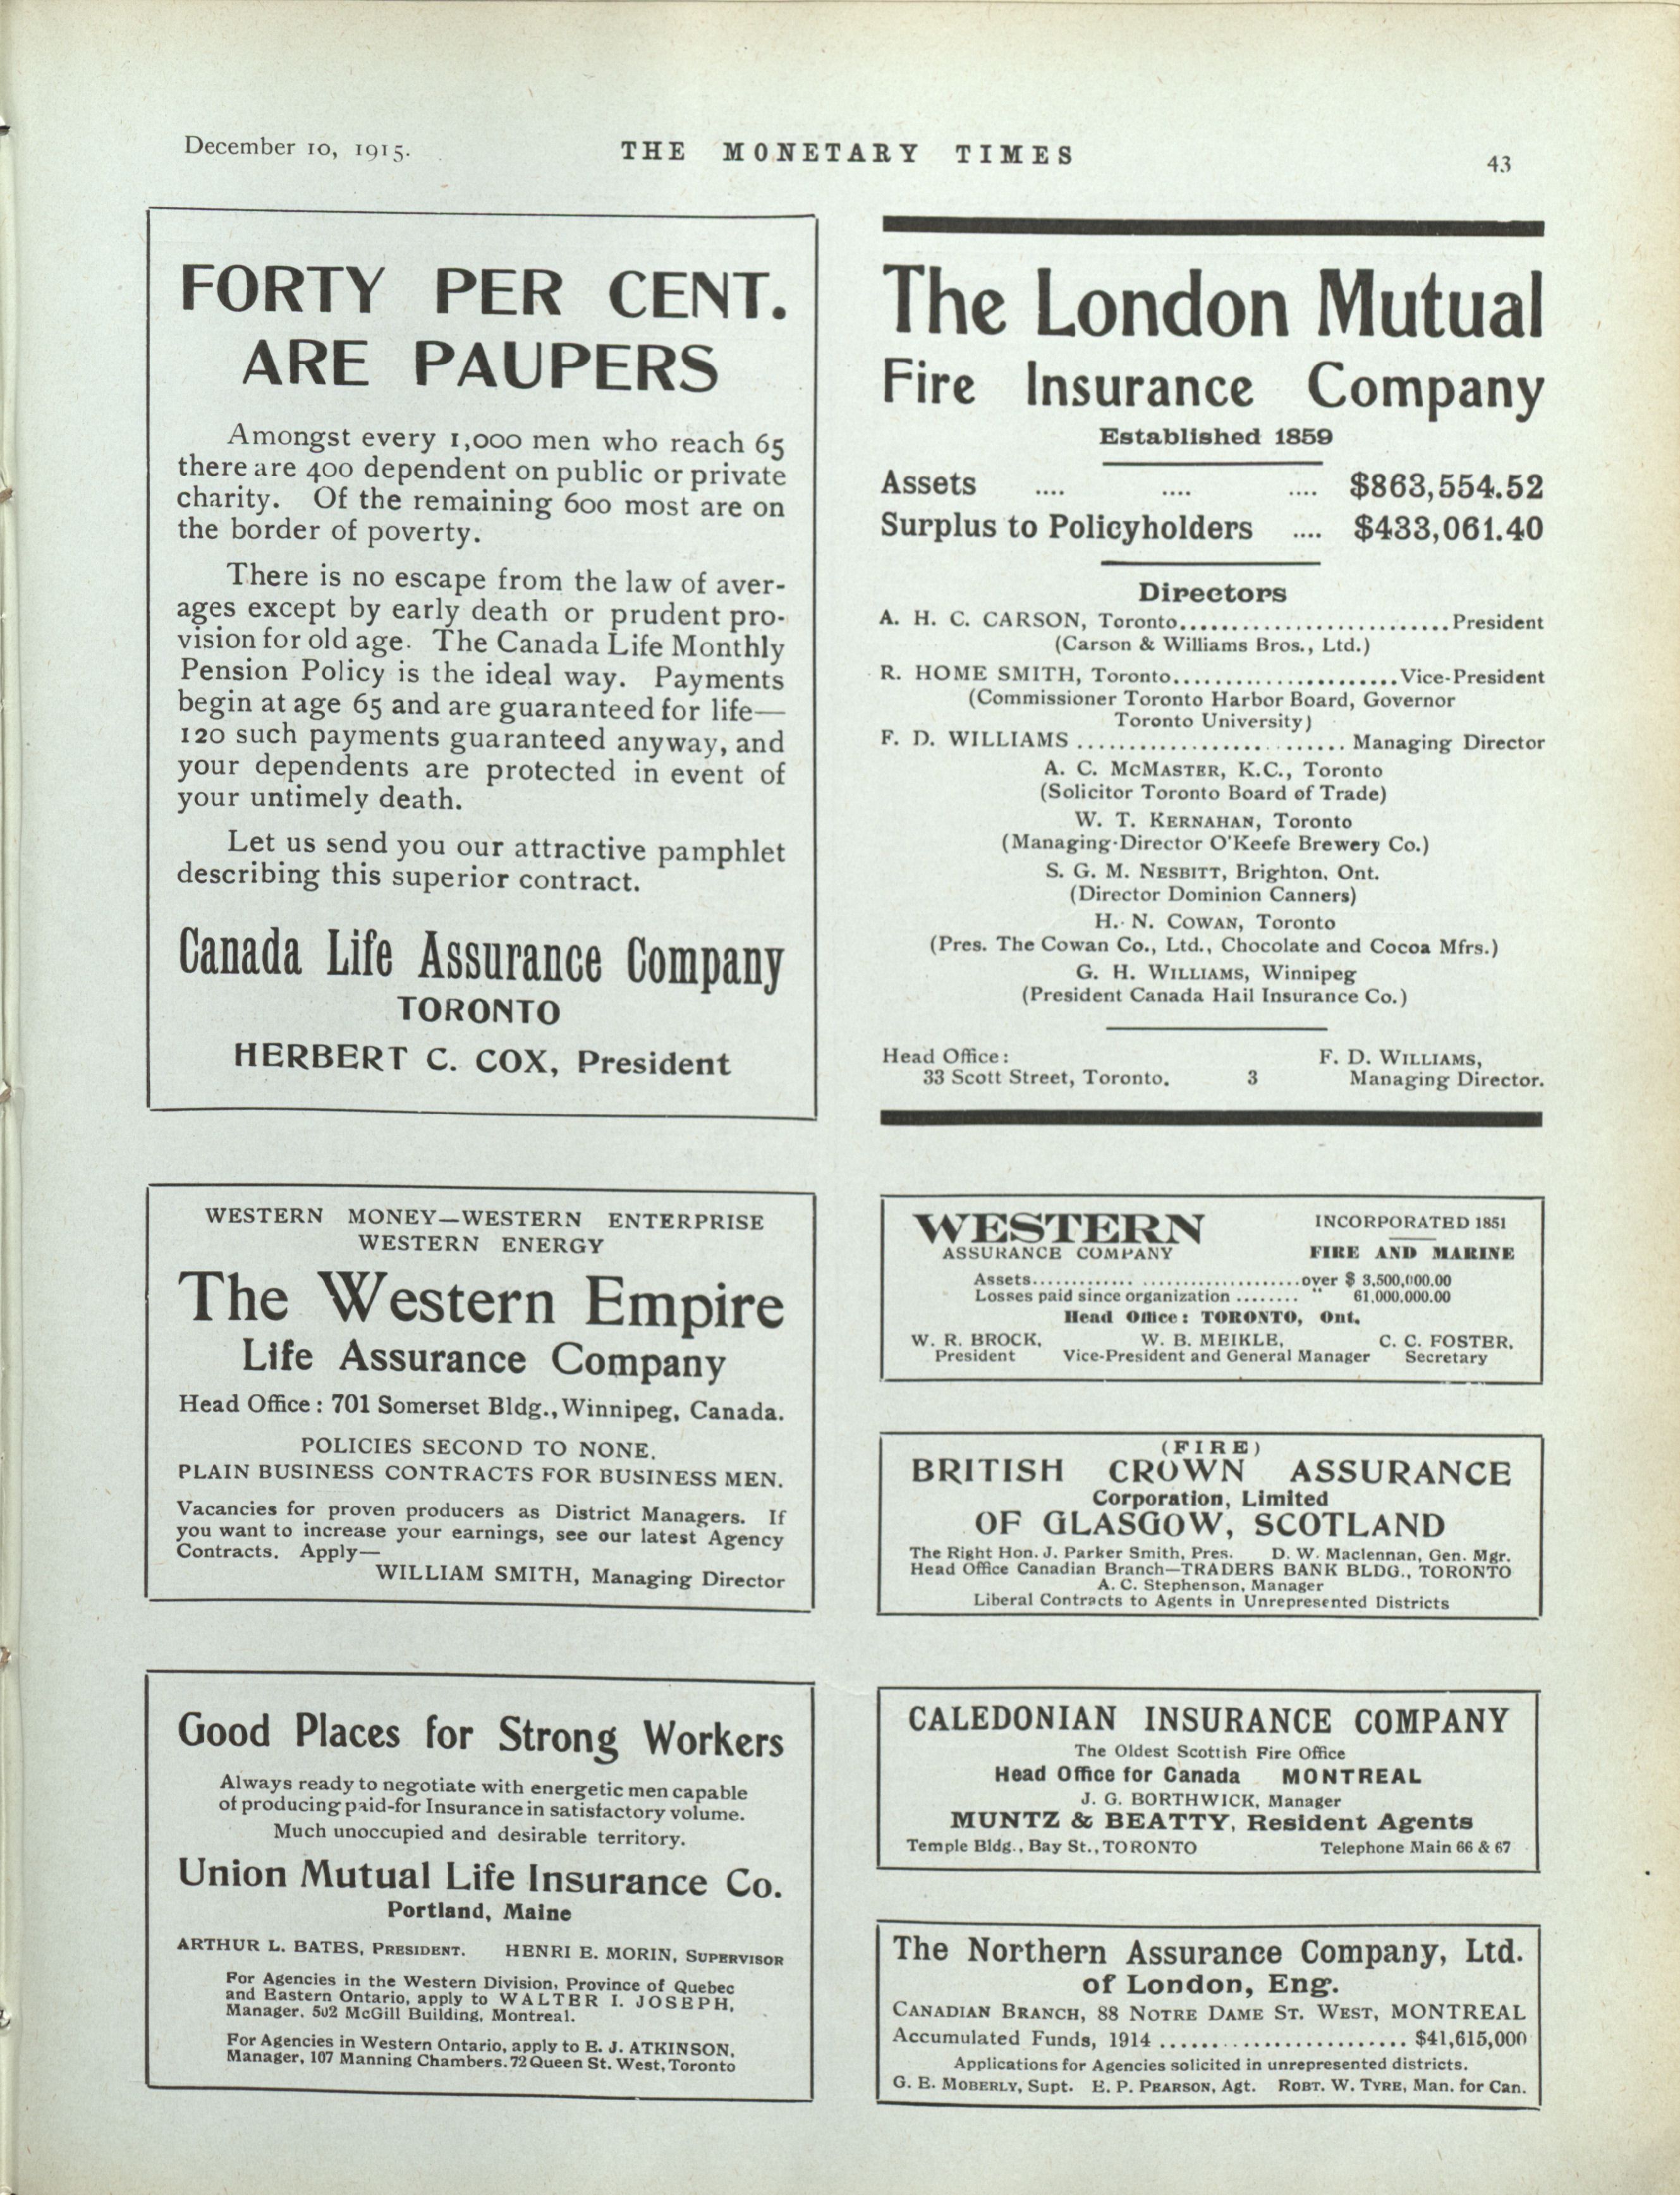 December 10, 1915.
THE MONETARY TIMES
43
FORTY PER CENT.
ARE PAUPERS
Amongst every 1,000 men who reach 65
there are 400 dependent on public or private
charity. Of the remaining 600 most are on
the border of poverty.
There is no escape from the law of aver-
ages except by early death or prudent pro-
vision for old age. The Canada Life Monthly
Pension Policy is the ideal way. Payments
begin at age 65 and are guaranteed for life—
120 such payments guaranteed anyway, and
your dependents are protected in event of
your untimely death.
Let us send you our attractive pamphlet
describing this superior contract.
Canada Life Assurance Company
TORONTO
HERBERT C. COX, President
WESTERN MONEY—WESTERN ENTERPRISE
WESTERN ENERGY
The Western Empire
Life Assurance Company
Head Office: 701 Somerset Bldg., Winnipeg, Canada.
POLICIES SECOND TO NONE.
PLAIN BUSINESS CONTRACTS FOR BUSINESS MEN.
Vacancies for proven producers as District Managers. If
you want to increase your earnings, see our latest Agency
Contracts. Apply—
WILLIAM SMITH, Managing Director
Good Places for Strong Workers
Always ready to negotiate with energetic men capable
of producing paid-for Insurance in satisfactory volume.
Much unoccupied and desirable territory.
Union Mutual Life Insurance Co.
Portland, Maine
ARTHUR L. BATES, PRESIDENT. HENRI E. MORIN, SUPERVISOR
For Agencies in the Western Division, Province of Quebec
and Eastern Ontario, apply to WALTER I. JOSEPH,
Manager, 502 McGill Building, Montreal.
For Agencies in Western Ontario, apply to E. J. ATKINSON,
Manager, 107 Manning Chambers. 72 Queen St. West, Toronto
The London Mutual
Fire Insurance Company
Established 1859
Assets .... .... .... $863,554.52
Surplus to Policyholders .... $433,061.40
Directors
A. H. C. CARSON, Toronto..........................President
(Carson & Williams Bros., Ltd.)
R. HOME SMITH, Toronto......................Vice-President
(Commissioner Toronto Harbor Board, Governor
Toronto University)
F. D. WILLIAMS .......................... Managing Director
A. C. MCMASTER, K.C., Toronto
(Solicitor Toronto Board of Trade)
W. T. KERNAHAN, Toronto
(Managing-Director O'Keefe Brewery Co.)
S. G. M. NESBITT, Brighton, Ont.
(Director Dominion Canners)
H. N. COWAN, Toronto
(Pres. The Cowan Co., Ltd., Chocolate and Cocoa Mfrs.)
G. H. WILLIAMS, Winnipeg
(President Canada Hail Insurance Co.)
Head Office: F. D. WILLIAMS,
33 Scott Street, Toronto. 3 Managing Director.
WESTERN INCORPORATED 1851
ASSURANCE COMPANY FIRE AND MARINE
Assets..................................over $ 3,500,000.00
Losses paid since organization ........ " 61,000,000.00
Head Office: TORONTO, Ont.
W. R. BROCK, W. B. MEIKLE, C. C. FOSTER,
President Vice-President and General Manager Secretary
(FIRE)
BRITISH CROWN ASSURANCE
Corporation, Limited
OF GLASGOW, SCOTLAND
The Right Hon. J. Parker Smith, Pres. D. W. Maclennan, Gen. Mgr.
Head Office Canadian Branch—TRADERS BANK BLDG., TORONTO
A. C. Stephenson, Manager
Liberal Contracts to Agents in Unrepresented Districts
CALEDONIAN INSURANCE COMPANY
The Oldest Scottish Fire Office
Head Office for Canada MONTREAL
J. G. BORTHWICK, Manager
MUNTZ & BEATTY, Resident Agents
Temple Bldg., Bay St., TORONTO Telephone Main 66 & 67
The Northern Assurance Company, Ltd.
of London, Eng.
CANADIAN BRANCH, 88 NOTRE DAME ST. WEST, MONTREAL
Accumulated Funds, 1914 .......................... $41,615,000
Applications for Agencies solicited in unrepresented districts.
G. E. MOBERLY, Supt. E. P. PEARSON, Agt. ROBT. W. TYRE, Man. for Can.